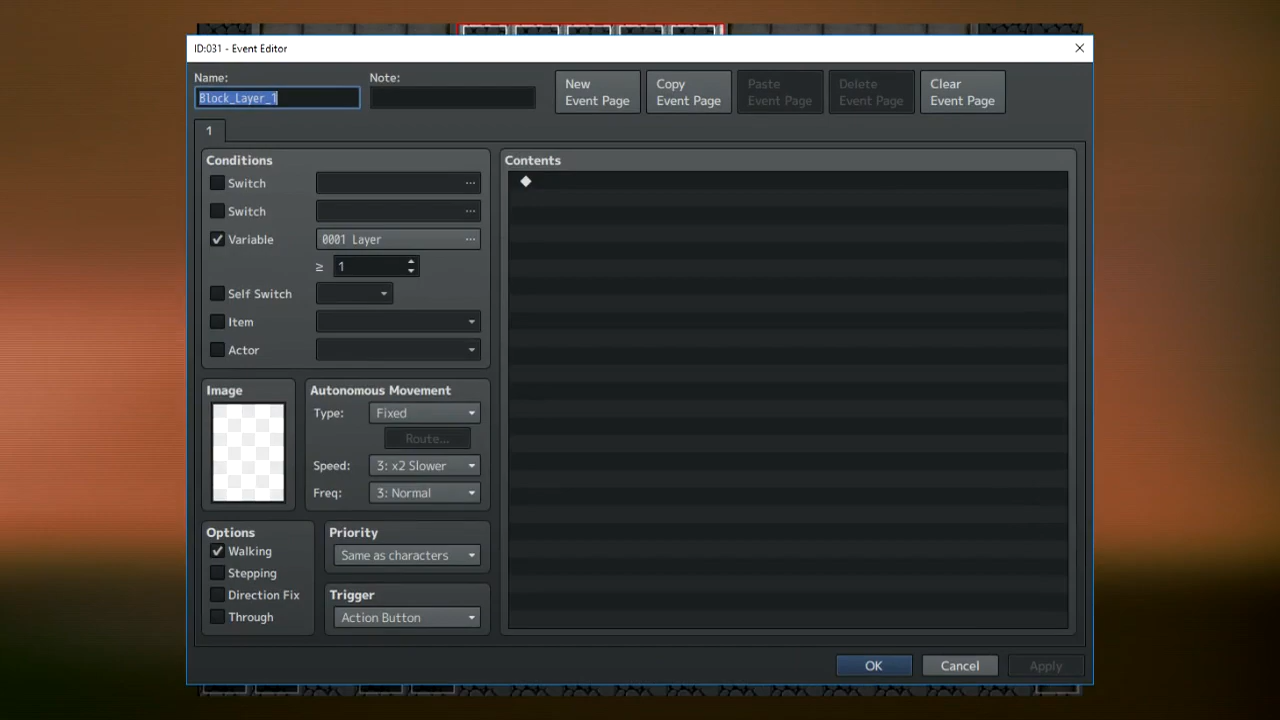 ID:031 - Event Editor
Name:
Note:
Block_Layer_1
New
Event Page
Copy
Event Page
Paste
Event Page
Delete
Event Page
Clear
Event Page
1
Conditions
Switch
...
Switch
...
Variable
0001 Layer
...
≥
1
Self Switch
Item
Actor
Contents
Image
Autonomous Movement
Type:
Fixed
Route...
Speed:
3: x2 Slower
Freq:
3: Normal
Options
Walking
Stepping
Direction Fix
Through
Priority
Same as characters
Trigger
Action Button
OK
Cancel
Apply